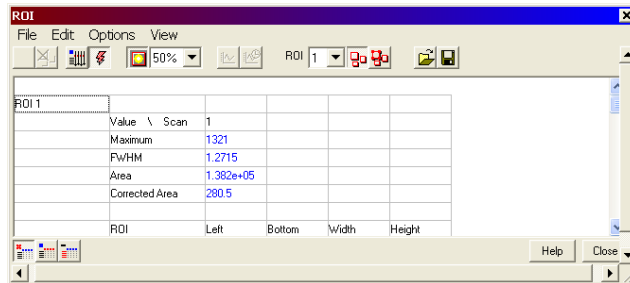 ROI
File Edit Options View
50% ROI 1
ROI 1
Value \ Scan 1
Maximum 1321
FWHM 1.2715
Area 1.382e+05
Corrected Area 280.5
ROI Left Bottom Width Height
Help Close